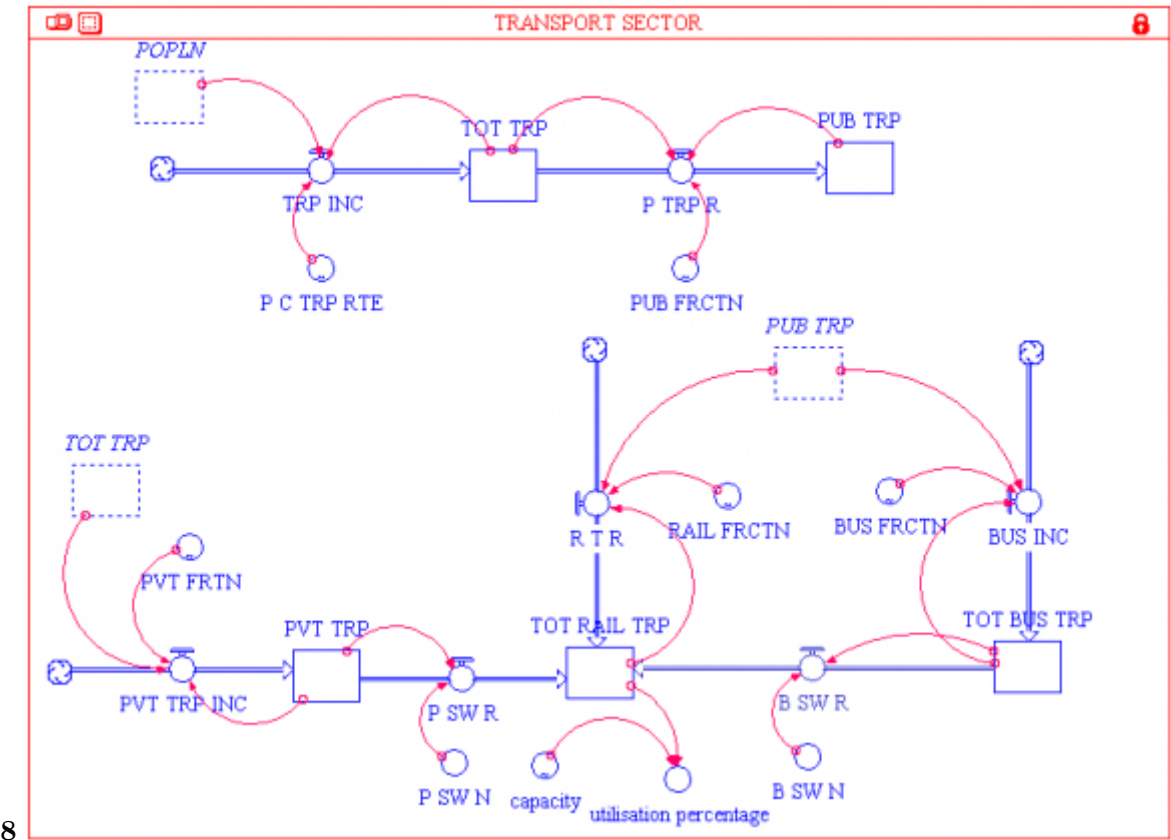 TRANSPORT SECTOR
POPLN
TOT TRP
PUB TRP
TRP INC
P TRP R
P C TRP RTE
PUB FRCTN
PUB TRP
TOT TRP
RAIL FRCTN
BUS FRCTN
R T R
BUS INC
PVT FRTN
PVT TRP
TOT RAIL TRP
TOT BUS TRP
PVT TRP INC
P SW R
B SW R
P SW N
capacity
utilisation percentage
B SW N
8